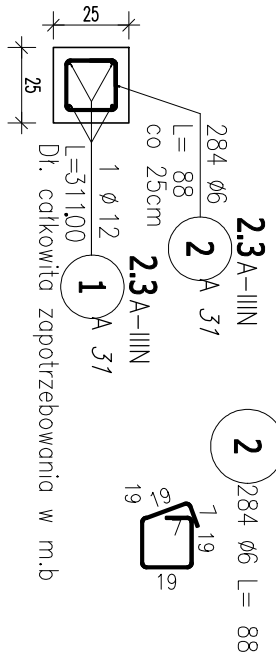 25
25
284 ø6
L= 88
co 25cm
2.3 A-IIIN
2 A 31
1 ø 12
L=311.00
Dł. całkowita zapotrzebowania w m.b
2.3 A-IIIN
1 A 31
2 284 ø6 L= 88
19
19
7
7
19
19